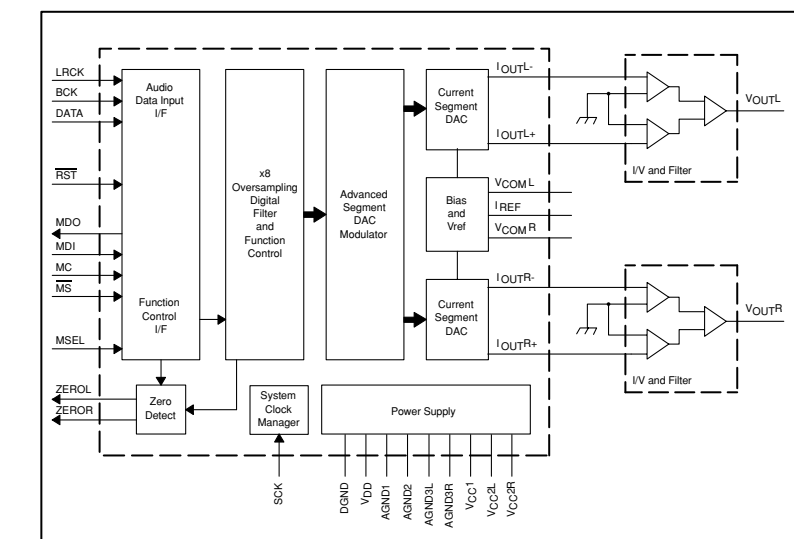 LRCK
BCK
DATA
RST
MDO
MDI
MC
MS
MSEL
ZEROL
ZEROR
Audio
Data Input
I/F
Function
Control
I/F
Zero
Detect
x8
Oversampling
Digital
Filter
and
Function
Control
System
Clock
Manager
SCK
Advanced
Segment
DAC
Modulator
Current
Segment
DAC
Bias
and
Vref
Current
Segment
DAC
Power Supply
DGND
VDD
AGND1
AGND2
AGND3L
AGND3R
VCC1
VCC2L
VCC2R
IOUTL-
IOUTL+
VCOML
IREF
VCOMR
IOUTR-
IOUTR+
VOUTL
I/V and Filter
VOUTR
I/V and Filter